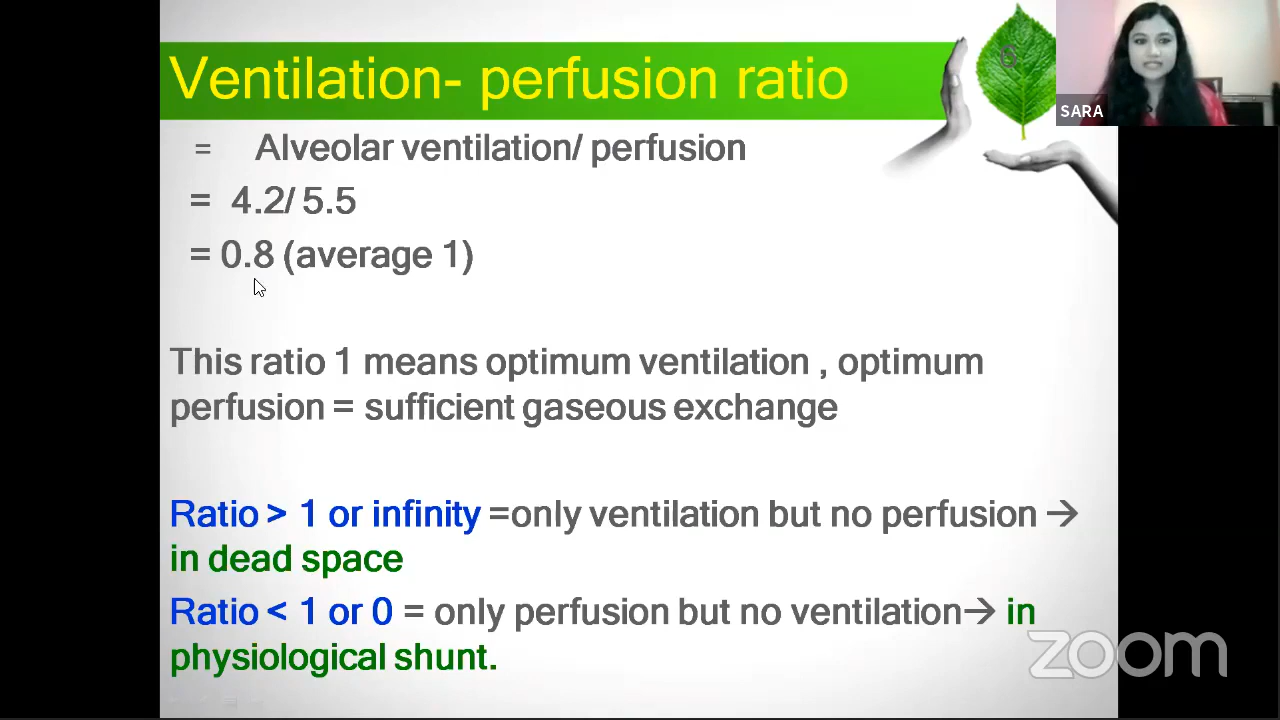 Ventilation- perfusion ratio
6
SARA
= Alveolar ventilation/ perfusion
= 4.2/ 5.5
= 0.8 (average 1)
This ratio 1 means optimum ventilation , optimum
perfusion = sufficient gaseous exchange
Ratio > 1 or infinity =only ventilation but no perfusion →
in dead space
Ratio < 1 or 0 = only perfusion but no ventilation→ in
physiological shunt.
zoom